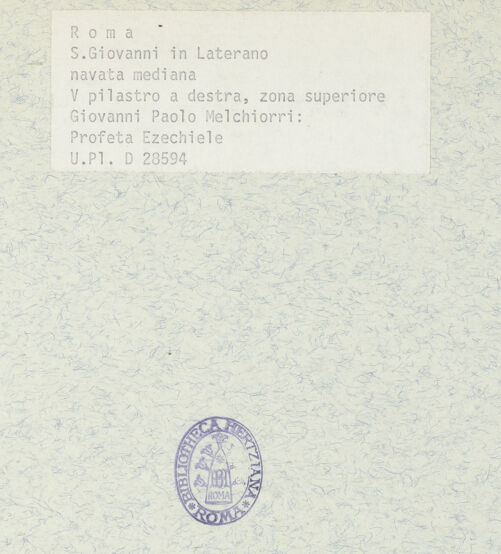 R o m a
S.Giovanni in Laterano
navata mediana
V pilastro a destra, zona superiore
Giovanni Paolo Melchiorri:
Profeta Ezechiele
U.Pl. D 28594
BIBLIOTHECA HERTZIANA
ROMA
ROMA